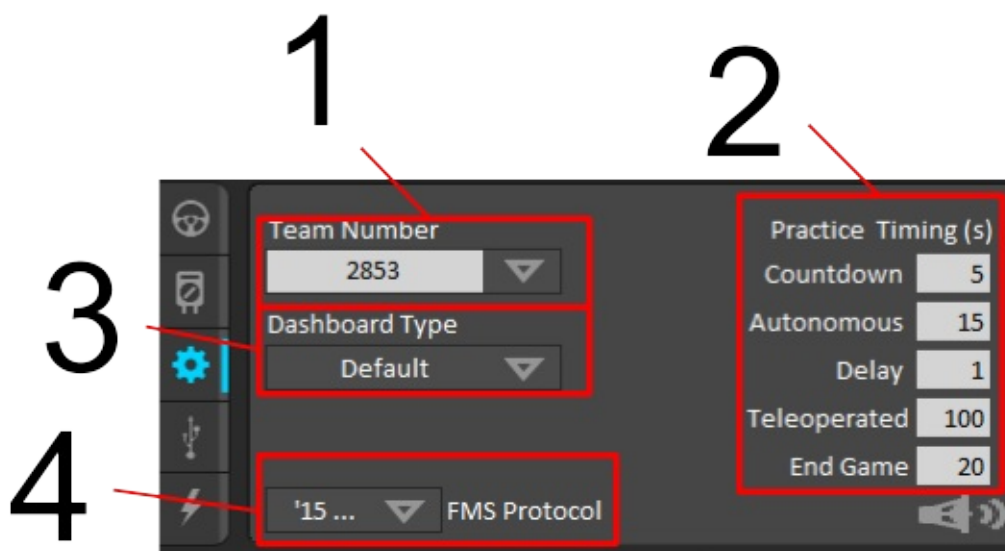 1
2
3
4
Team Number
2853
Dashboard Type
Default
'15 ... FMS Protocol
Practice Timing (s)
Countdown 5
Autonomous 15
Delay 1
Teleoperated 100
End Game 20